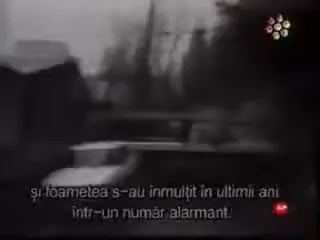 și foametea s-au înmulțit în ultimii ani
într-un număr alarmant.